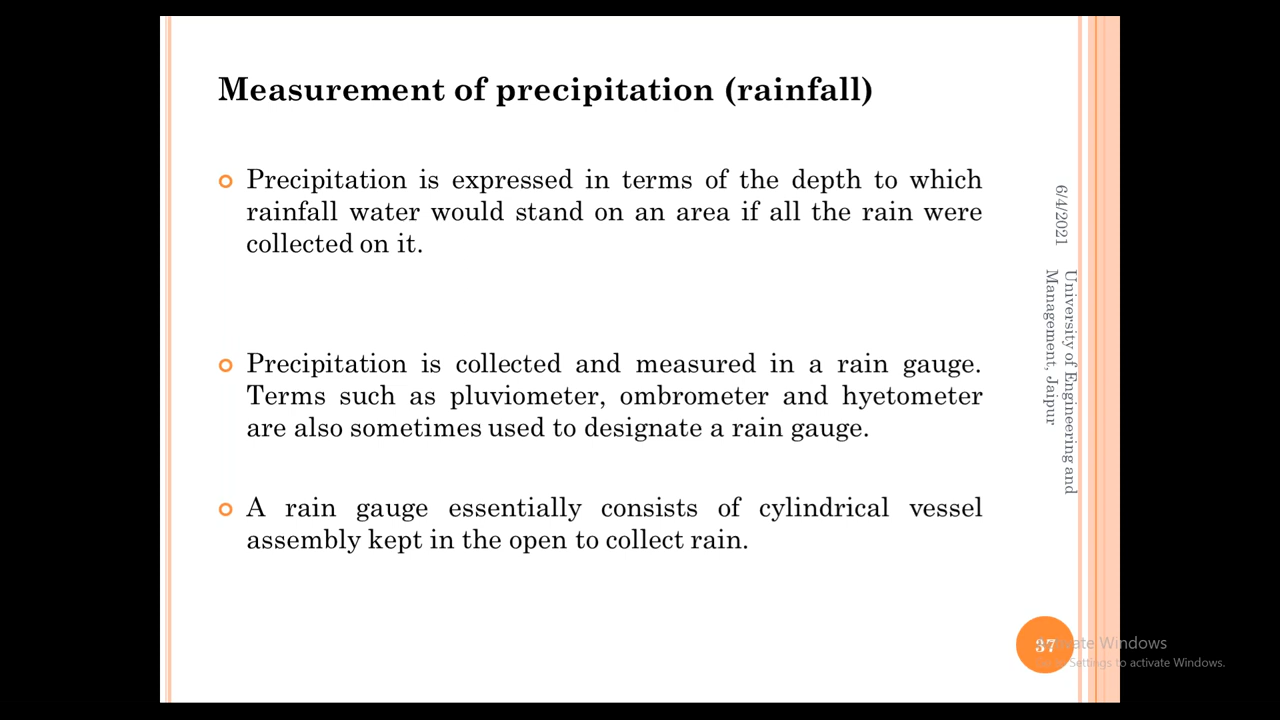 Measurement of precipitation (rainfall)
Precipitation is expressed in terms of the depth to which
rainfall water would stand on an area if all the rain were
collected on it.
Precipitation is collected and measured in a rain gauge.
Terms such as pluviometer, ombrometer and hyetometer
are also sometimes used to designate a rain gauge.
A rain gauge essentially consists of cylindrical vessel
assembly kept in the open to collect rain.
6/4/2021
University of Engineering and
Management, Jaipur
37
Windows
Settings to activate Windows.